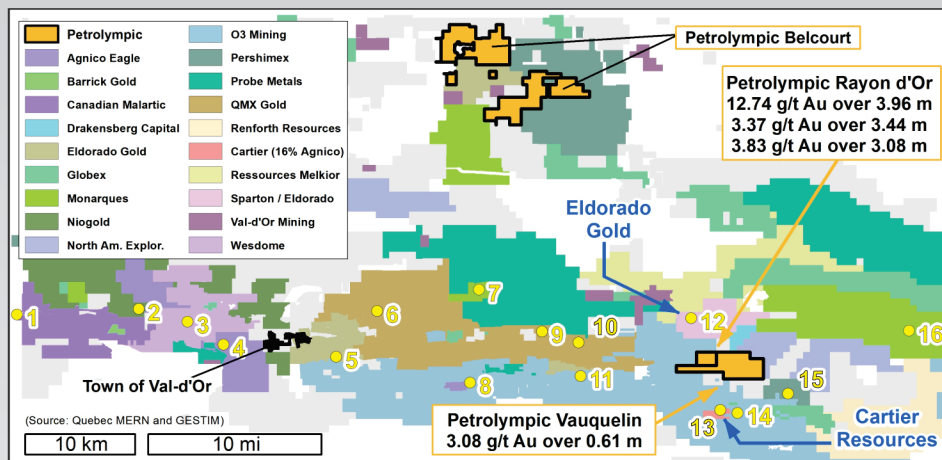 Petrolympic
Agnico Eagle
Barrick Gold
Canadian Malartic
Drakensberg Capital
Eldorado Gold
Globex
Monarques
Niogold
North Am. Explor.
O3 Mining
Pershimex
Probe Metals
QMX Gold
Renforth Resources
Cartier (16% Agnico)
Ressources Melkior
Sparton / Eldorado
Val-d'Or Mining
Wesdome
Petrolympic Belcourt
Petrolympic Rayon d'Or
12.74 g/t Au over 3.96 m
3.37 g/t Au over 3.44 m
3.83 g/t Au over 3.08 m
Eldorado
Gold
1
2
3
4
5
6
7
8
9
10
11
12
13
14
15
16
Town of Val-d'Or
(Source: Quebec MERN and GESTIM)
10 km
10 mi
Petrolympic Vauquelin
3.08 g/t Au over 0.61 m
Cartier
Resources